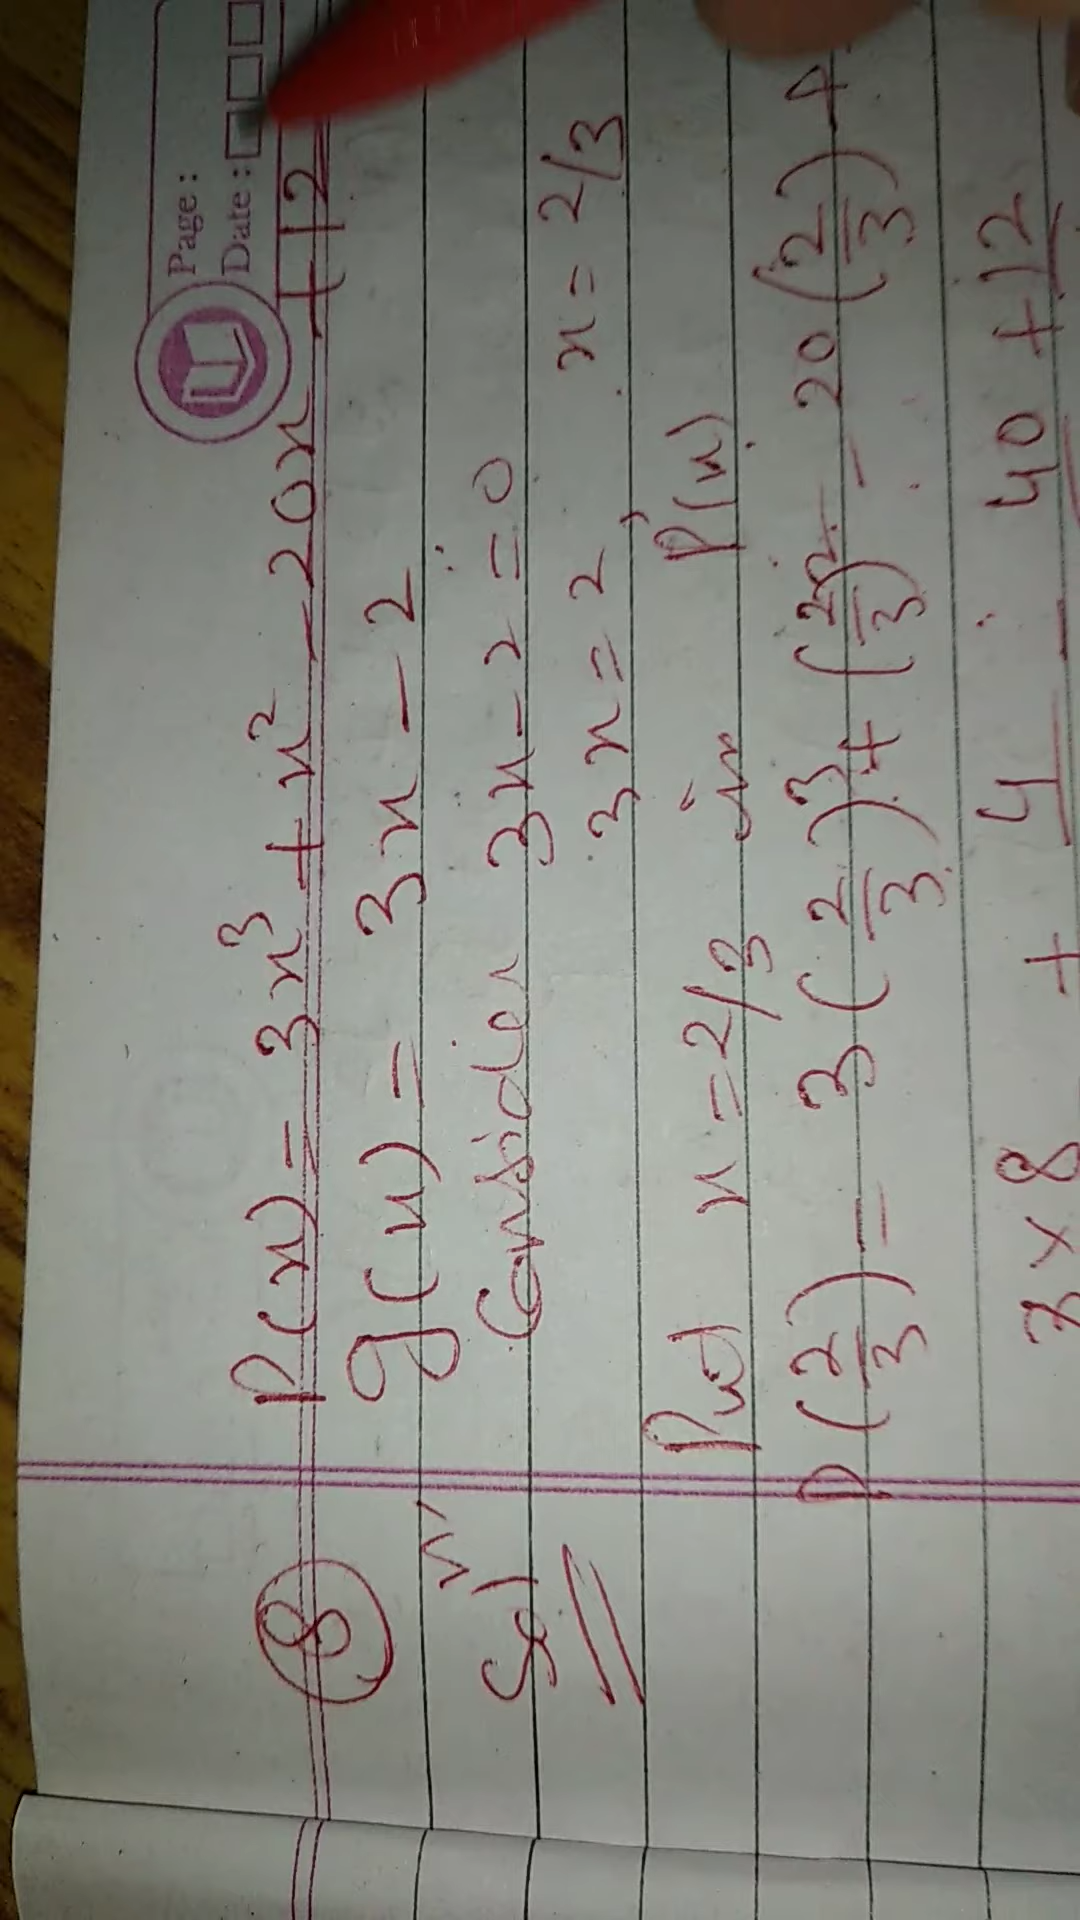 Page :
Date :
8 P(x) = 3x³ + x² - 20x + 12
g(x) = 3x - 2
Solⁿ Consider 3x - 2 = 0
3x = 2, x = 2/3
Put x = 2/3 in P(x)
P(2/3) = 3(2/3)³ + (2/3)² - 20(2/3) +
3 × 8 + 4 - 40 + 12